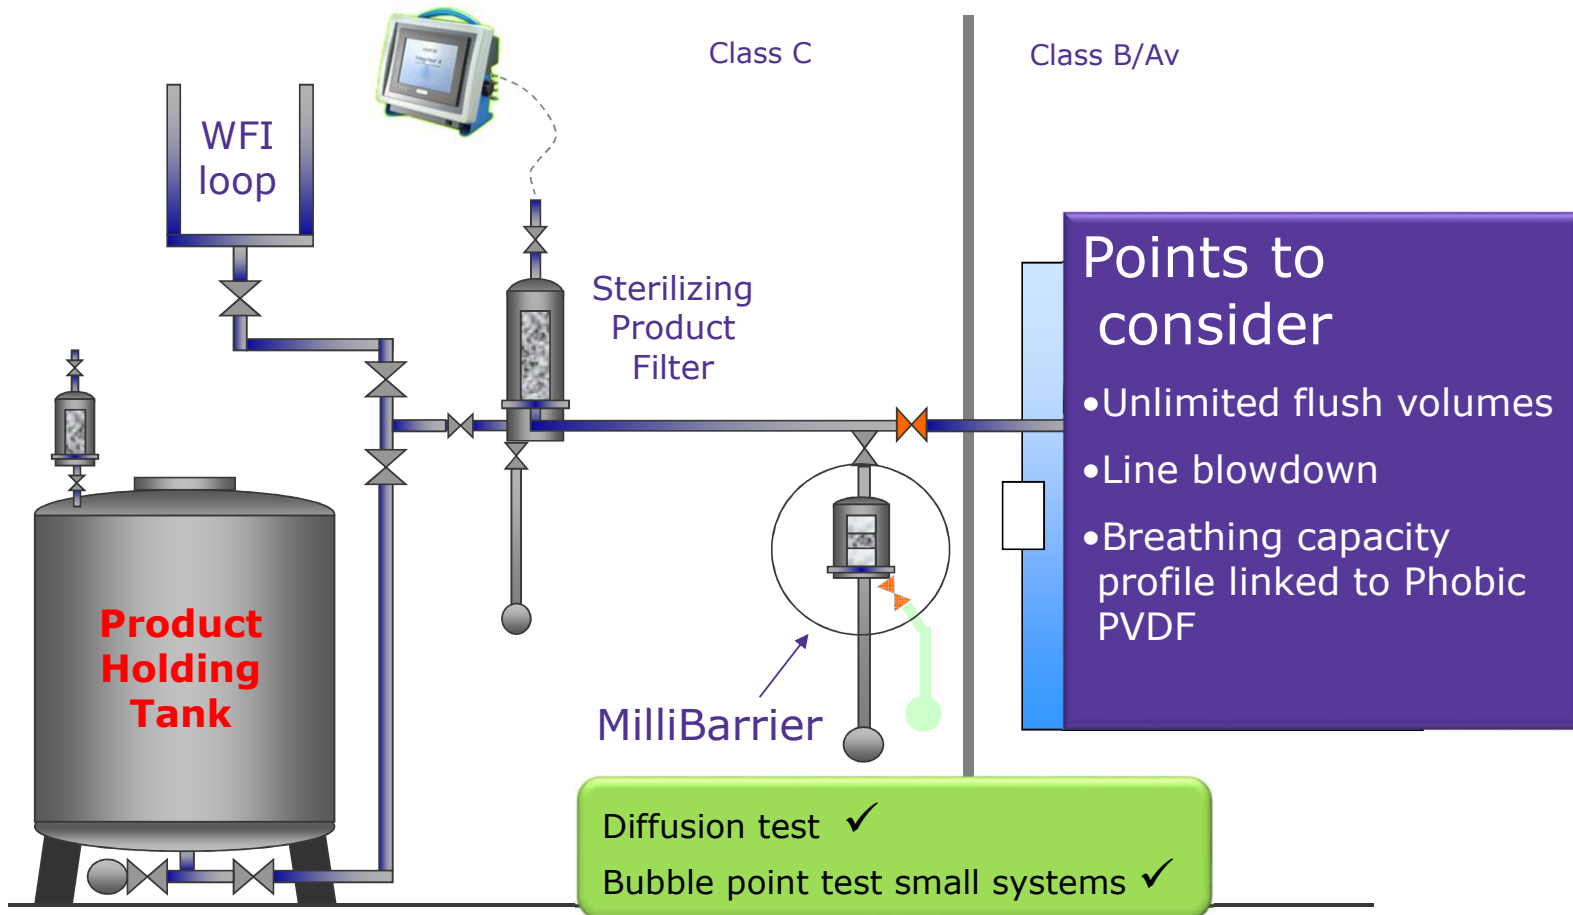 Class C
Class B/Av
WFI
loop
Sterilizing
Product
Filter
Points to
consider
•Unlimited flush volumes
•Line blowdown
•Breathing capacity
profile linked to Phobic
PVDF
Product
Holding
Tank
MilliBarrier
Diffusion test ✓
Bubble point test small systems ✓